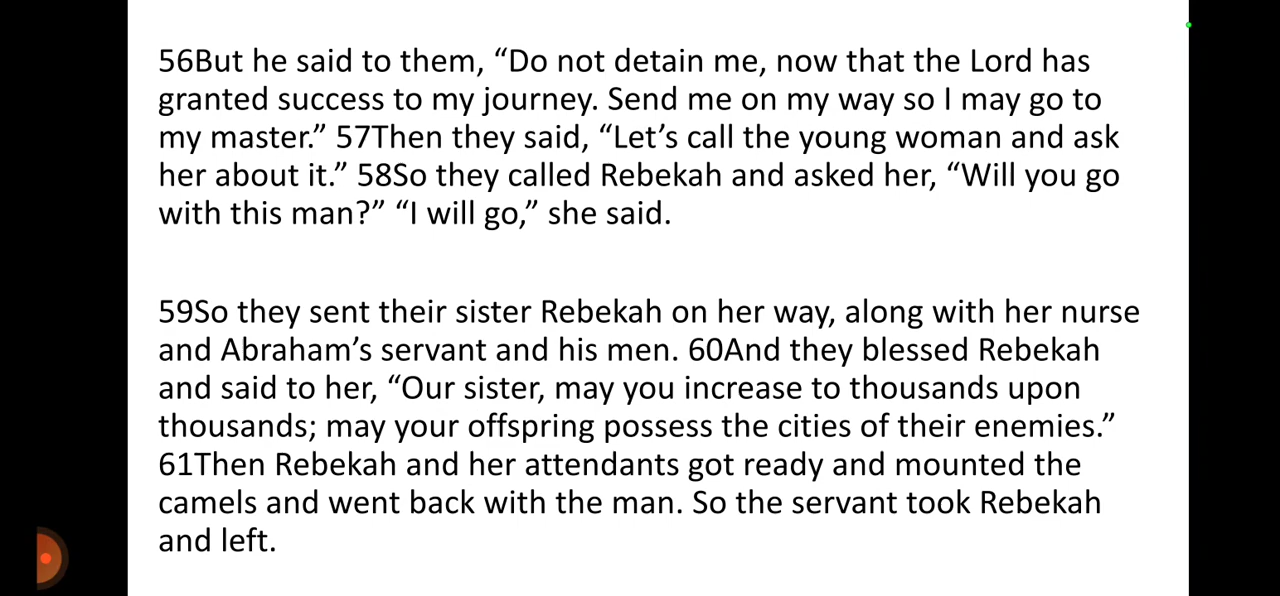 56But he said to them, “Do not detain me, now that the Lord has
granted success to my journey. Send me on my way so I may go to
my master.” 57Then they said, “Let’s call the young woman and ask
her about it.” 58So they called Rebekah and asked her, “Will you go
with this man?” “I will go,” she said.
59So they sent their sister Rebekah on her way, along with her nurse
and Abraham’s servant and his men. 60And they blessed Rebekah
and said to her, “Our sister, may you increase to thousands upon
thousands; may your offspring possess the cities of their enemies.”
61Then Rebekah and her attendants got ready and mounted the
camels and went back with the man. So the servant took Rebekah
and left.